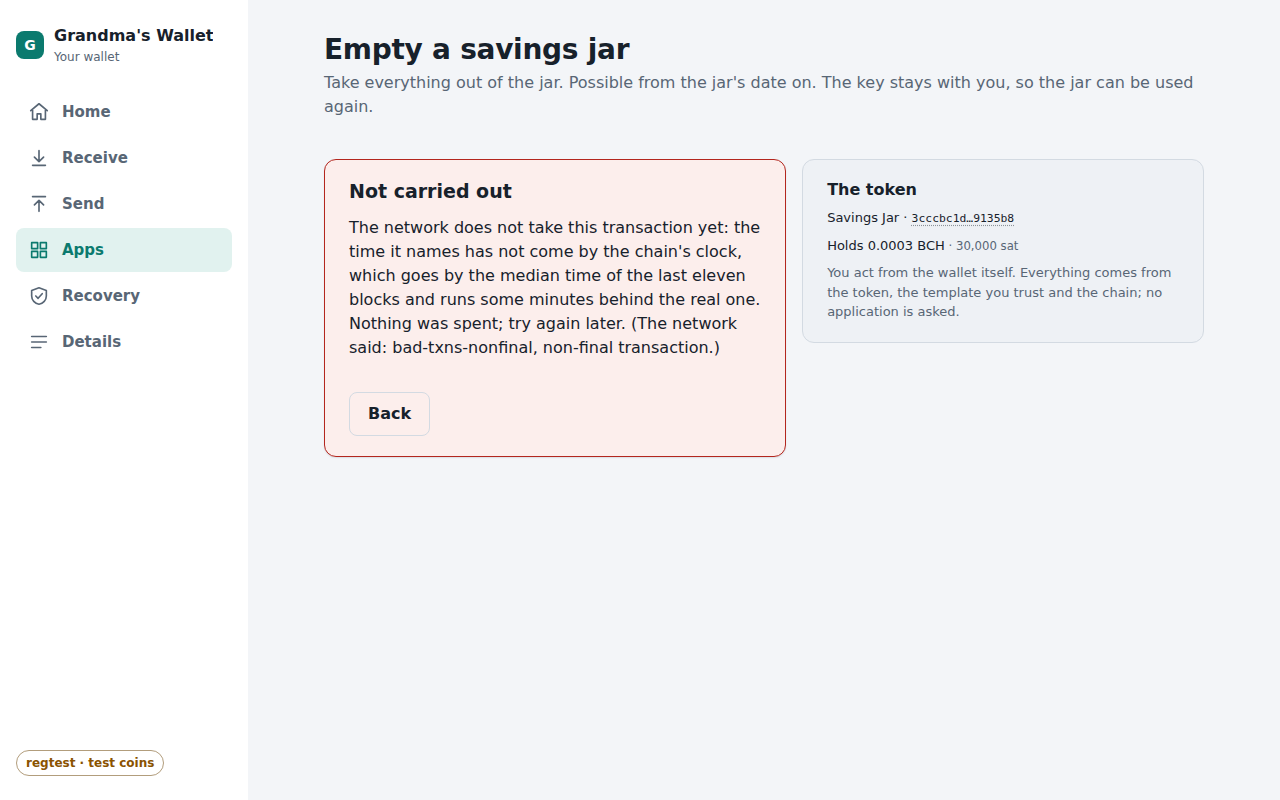 G
Grandma's Wallet
Your wallet
Home
Receive
Send
Apps
Recovery
Details
regtest · test coins
Empty a savings jar
Take everything out of the jar. Possible from the jar's date on. The key stays with you, so the jar can be used
again.
Not carried out
The network does not take this transaction yet: the
time it names has not come by the chain's clock,
which goes by the median time of the last eleven
blocks and runs some minutes behind the real one.
Nothing was spent; try again later. (The network
said: bad-txns-nonfinal, non-final transaction.)
Back
The token
Savings Jar · 3cccbc1d…9135b8
Holds 0.0003 BCH · 30,000 sat
You act from the wallet itself. Everything comes from
the token, the template you trust and the chain; no
application is asked.